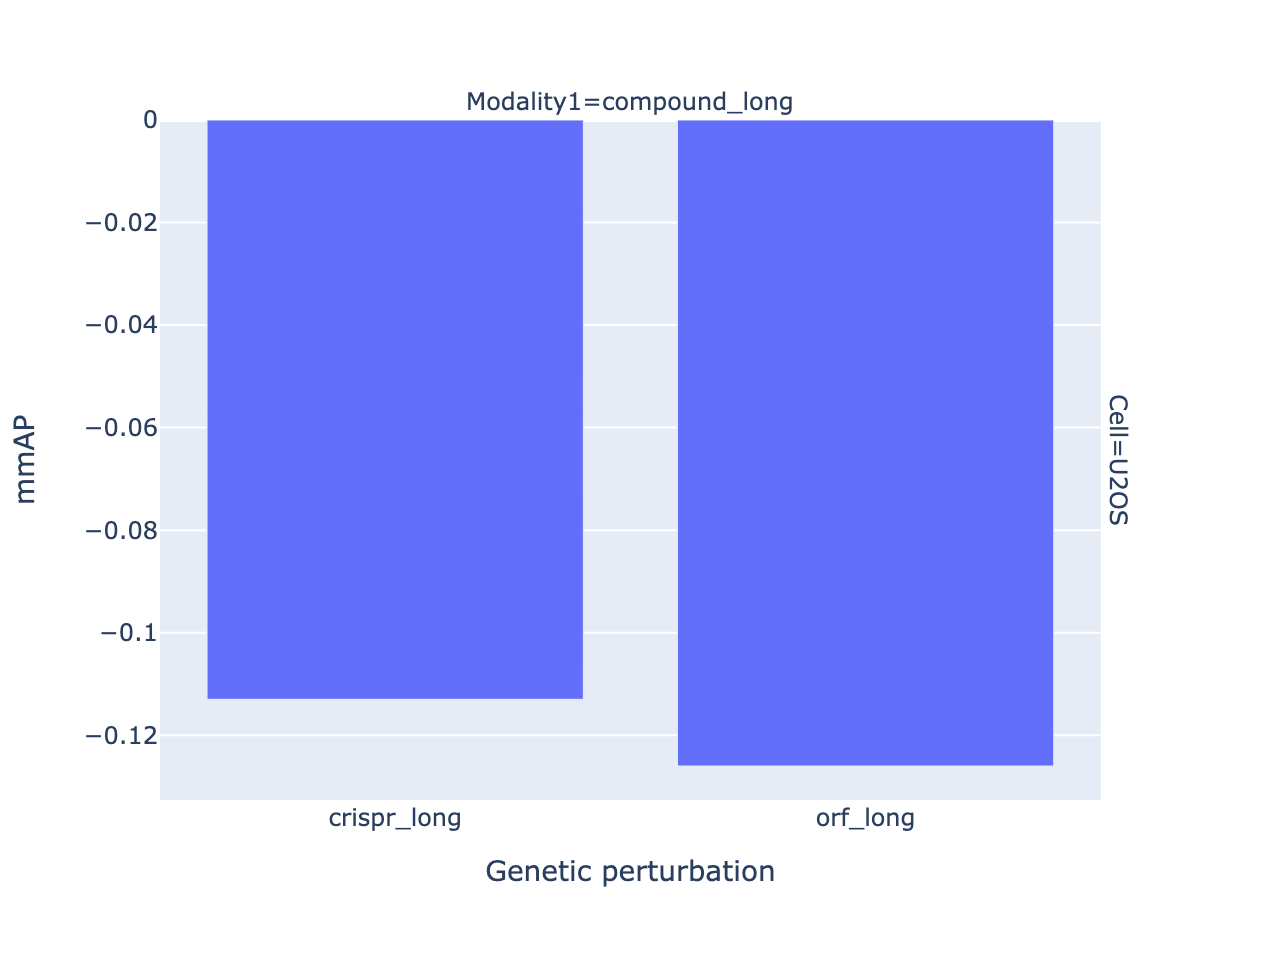 Modality1=compound_long
0
−0.02
−0.04
−0.06
−0.08
−0.1
−0.12
mmAP
Cell=U2OS
crispr_long
orf_long
Genetic perturbation